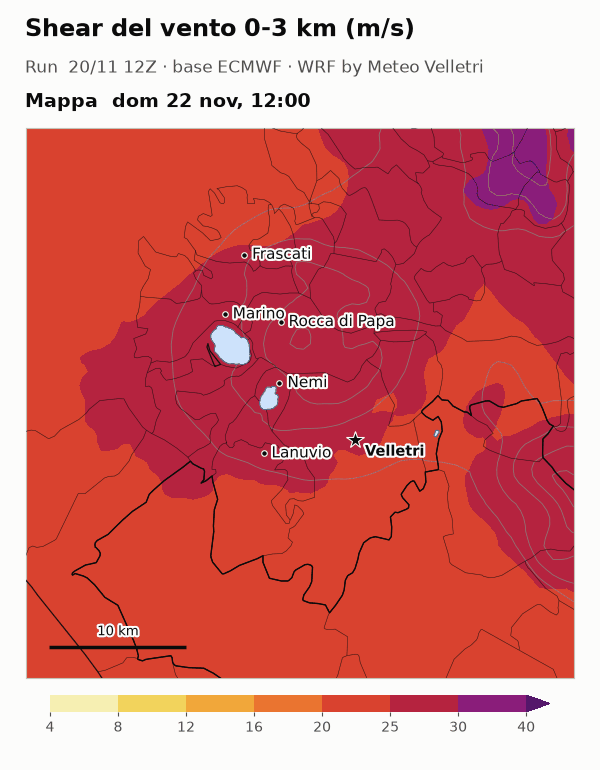 Shear del vento 0-3 km (m/s)
Run 20/11 12Z · base ECMWF · WRF by Meteo Velletri
Mappa dom 22 nov, 12:00
Frascati
Marino
Rocca di Papa
Nemi
Velletri
Lanuvio
10 km
4 8 12 16 20 25 30 40